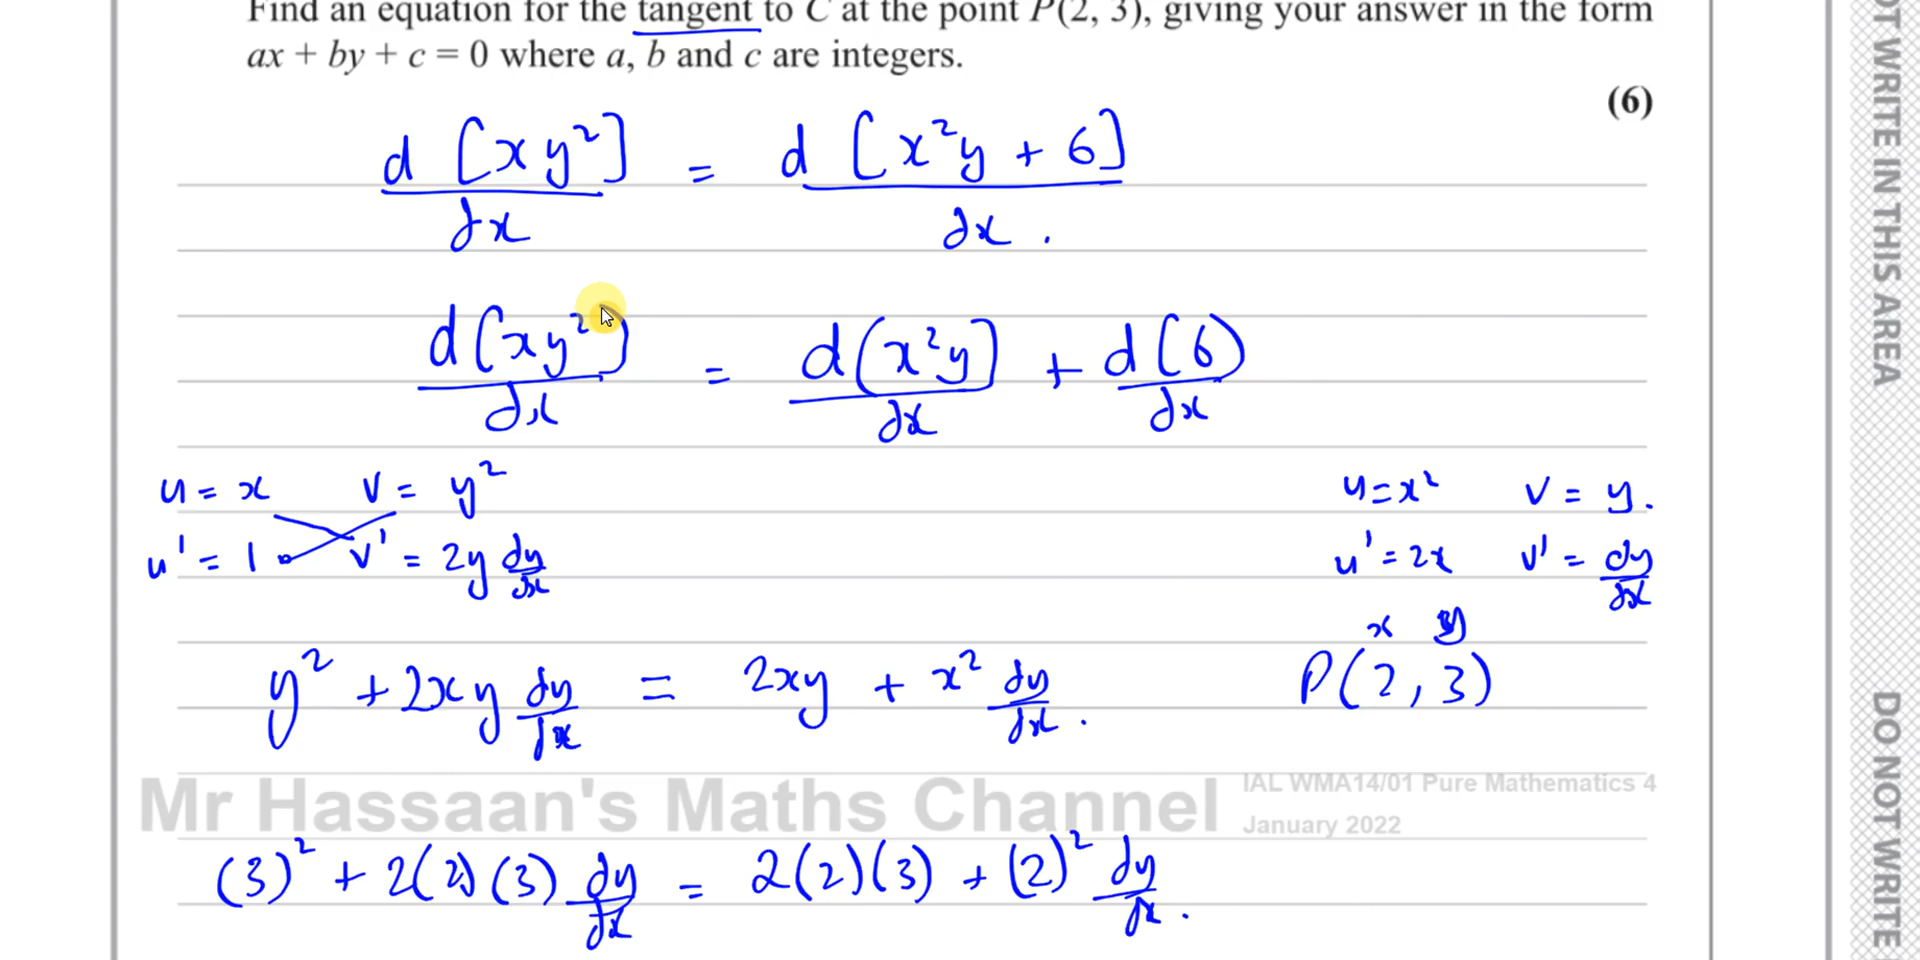 Find an equation for the tangent to C at the point P(2, 3), giving your answer in the form
ax + by + c = 0 where a, b and c are integers.
(6)
d [xy²] / dx = d [x²y + 6] / dx.
d(xy²) / dx = d(x²y) / dx + d(6) / dx
u = x v = y² u = x² v = y.
u' = 1 v' = 2y dy/dx u' = 2x v' = dy/dx
x y
y² + 2xy dy/dx = 2xy + x² dy/dx. P(2, 3)
Mr Hassaan's Maths Channel
IAL WMA14/01 Pure Mathematics 4
January 2022
(3)² + 2(2)(3) dy/dx = 2(2)(3) + (2)² dy/dx.
OT WRITE IN THIS AREA
DO NOT WRITE